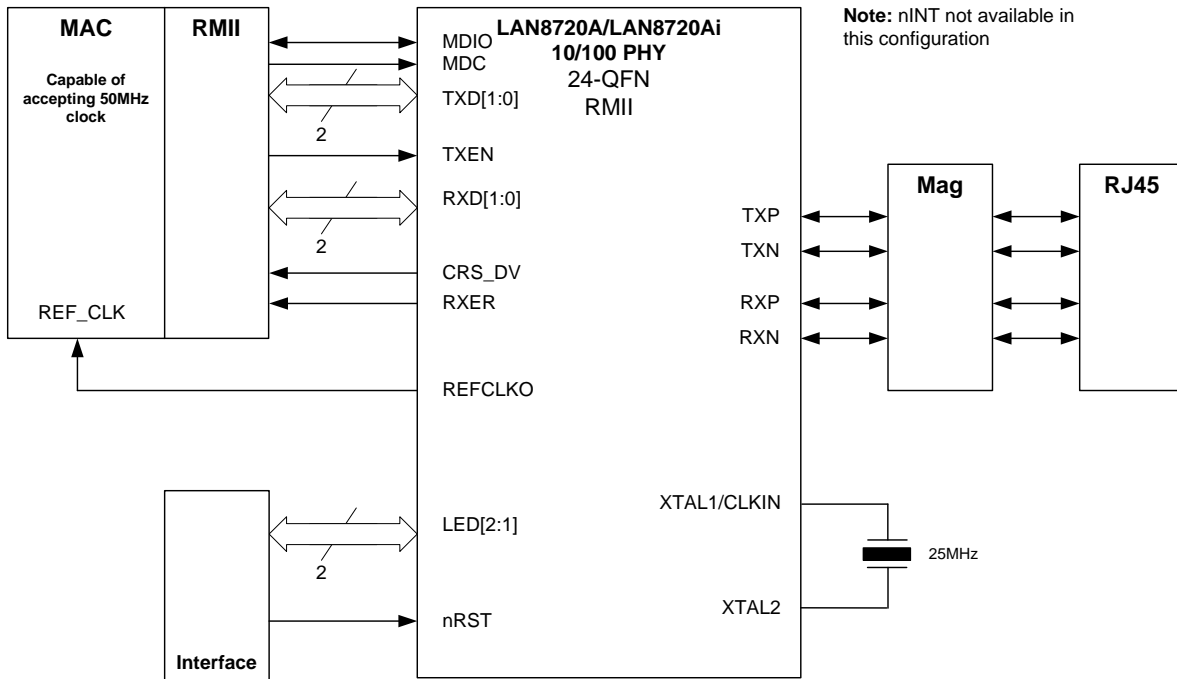 MAC
RMII
Capable of
accepting 50MHz
clock
REF_CLK
LAN8720A/LAN8720Ai
10/100 PHY
24-QFN
RMII
MDIO
MDC
TXD[1:0]
2
TXEN
RXD[1:0]
2
CRS_DV
RXER
REFCLKO
LED[2:1]
2
nRST
Interface
TXP
TXN
RXP
RXN
XTAL1/CLKIN
XTAL2
25MHz
Mag
RJ45
Note: nINT not available in
this configuration